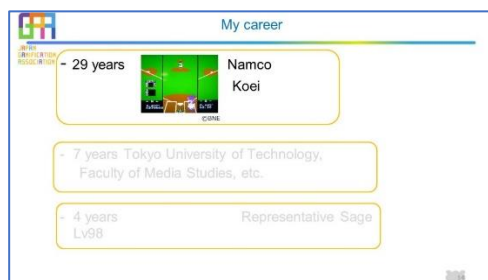 My career
JAPAN
GAMIFICATION
ASSOCIATION
- 29 years
Namco
Koei
©BNE
- 7 years Tokyo University of Technology,
Faculty of Media Studies, etc.
- 4 years
Representative Sage
Lv98